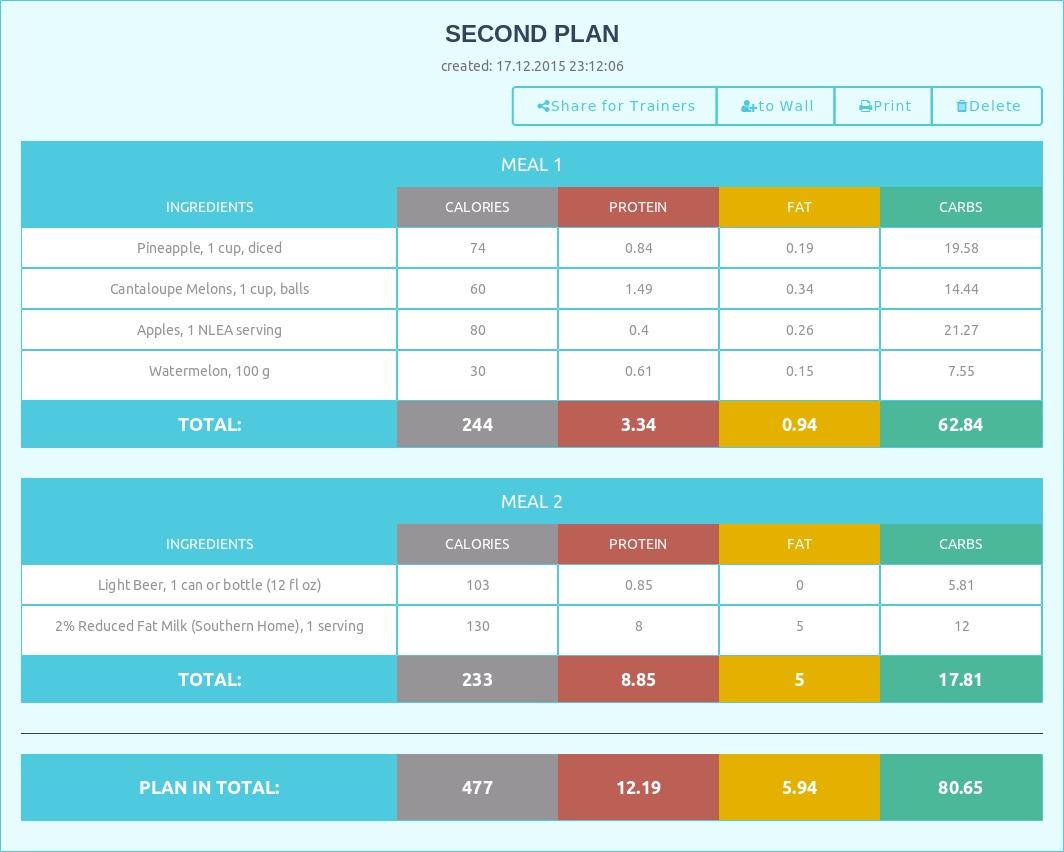 SECOND PLAN
created: 17.12.2015 23:12:06
Share for Trainers to Wall Print Delete
MEAL 1
INGREDIENTS CALORIES PROTEIN FAT CARBS
Pineapple, 1 cup, diced 74 0.84 0.19 19.58
Cantaloupe Melons, 1 cup, balls 60 1.49 0.34 14.44
Apples, 1 NLEA serving 80 0.4 0.26 21.27
Watermelon, 100 g 30 0.61 0.15 7.55
TOTAL: 244 3.34 0.94 62.84
MEAL 2
INGREDIENTS CALORIES PROTEIN FAT CARBS
Light Beer, 1 can or bottle (12 fl oz) 103 0.85 0 5.81
2% Reduced Fat Milk (Southern Home), 1 serving 130 8 5 12
TOTAL: 233 8.85 5 17.81
PLAN IN TOTAL: 477 12.19 5.94 80.65